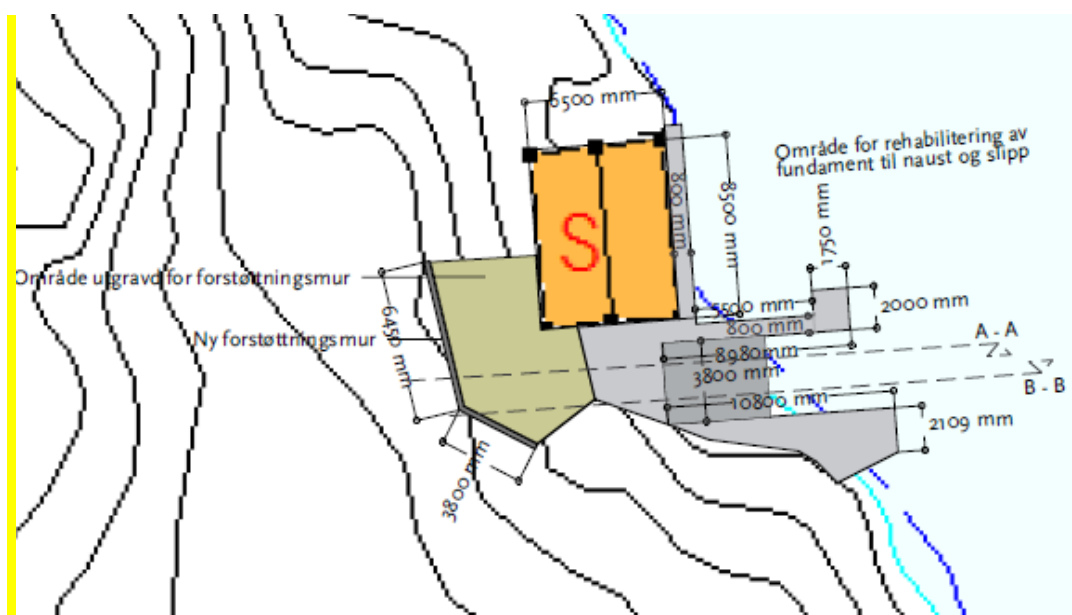 6500 mm
Område for rehabilitering av
fundament til naust og slipp
800 mm
8500 mm
1750 mm
S
Område utgravd for forstøttningsmur
5500 mm
2000 mm
6450 mm
Ny forstøttningsmur
800 mm
A - A
8980mm
3800 mm
B - B
10800 mm
2109 mm
3800 mm